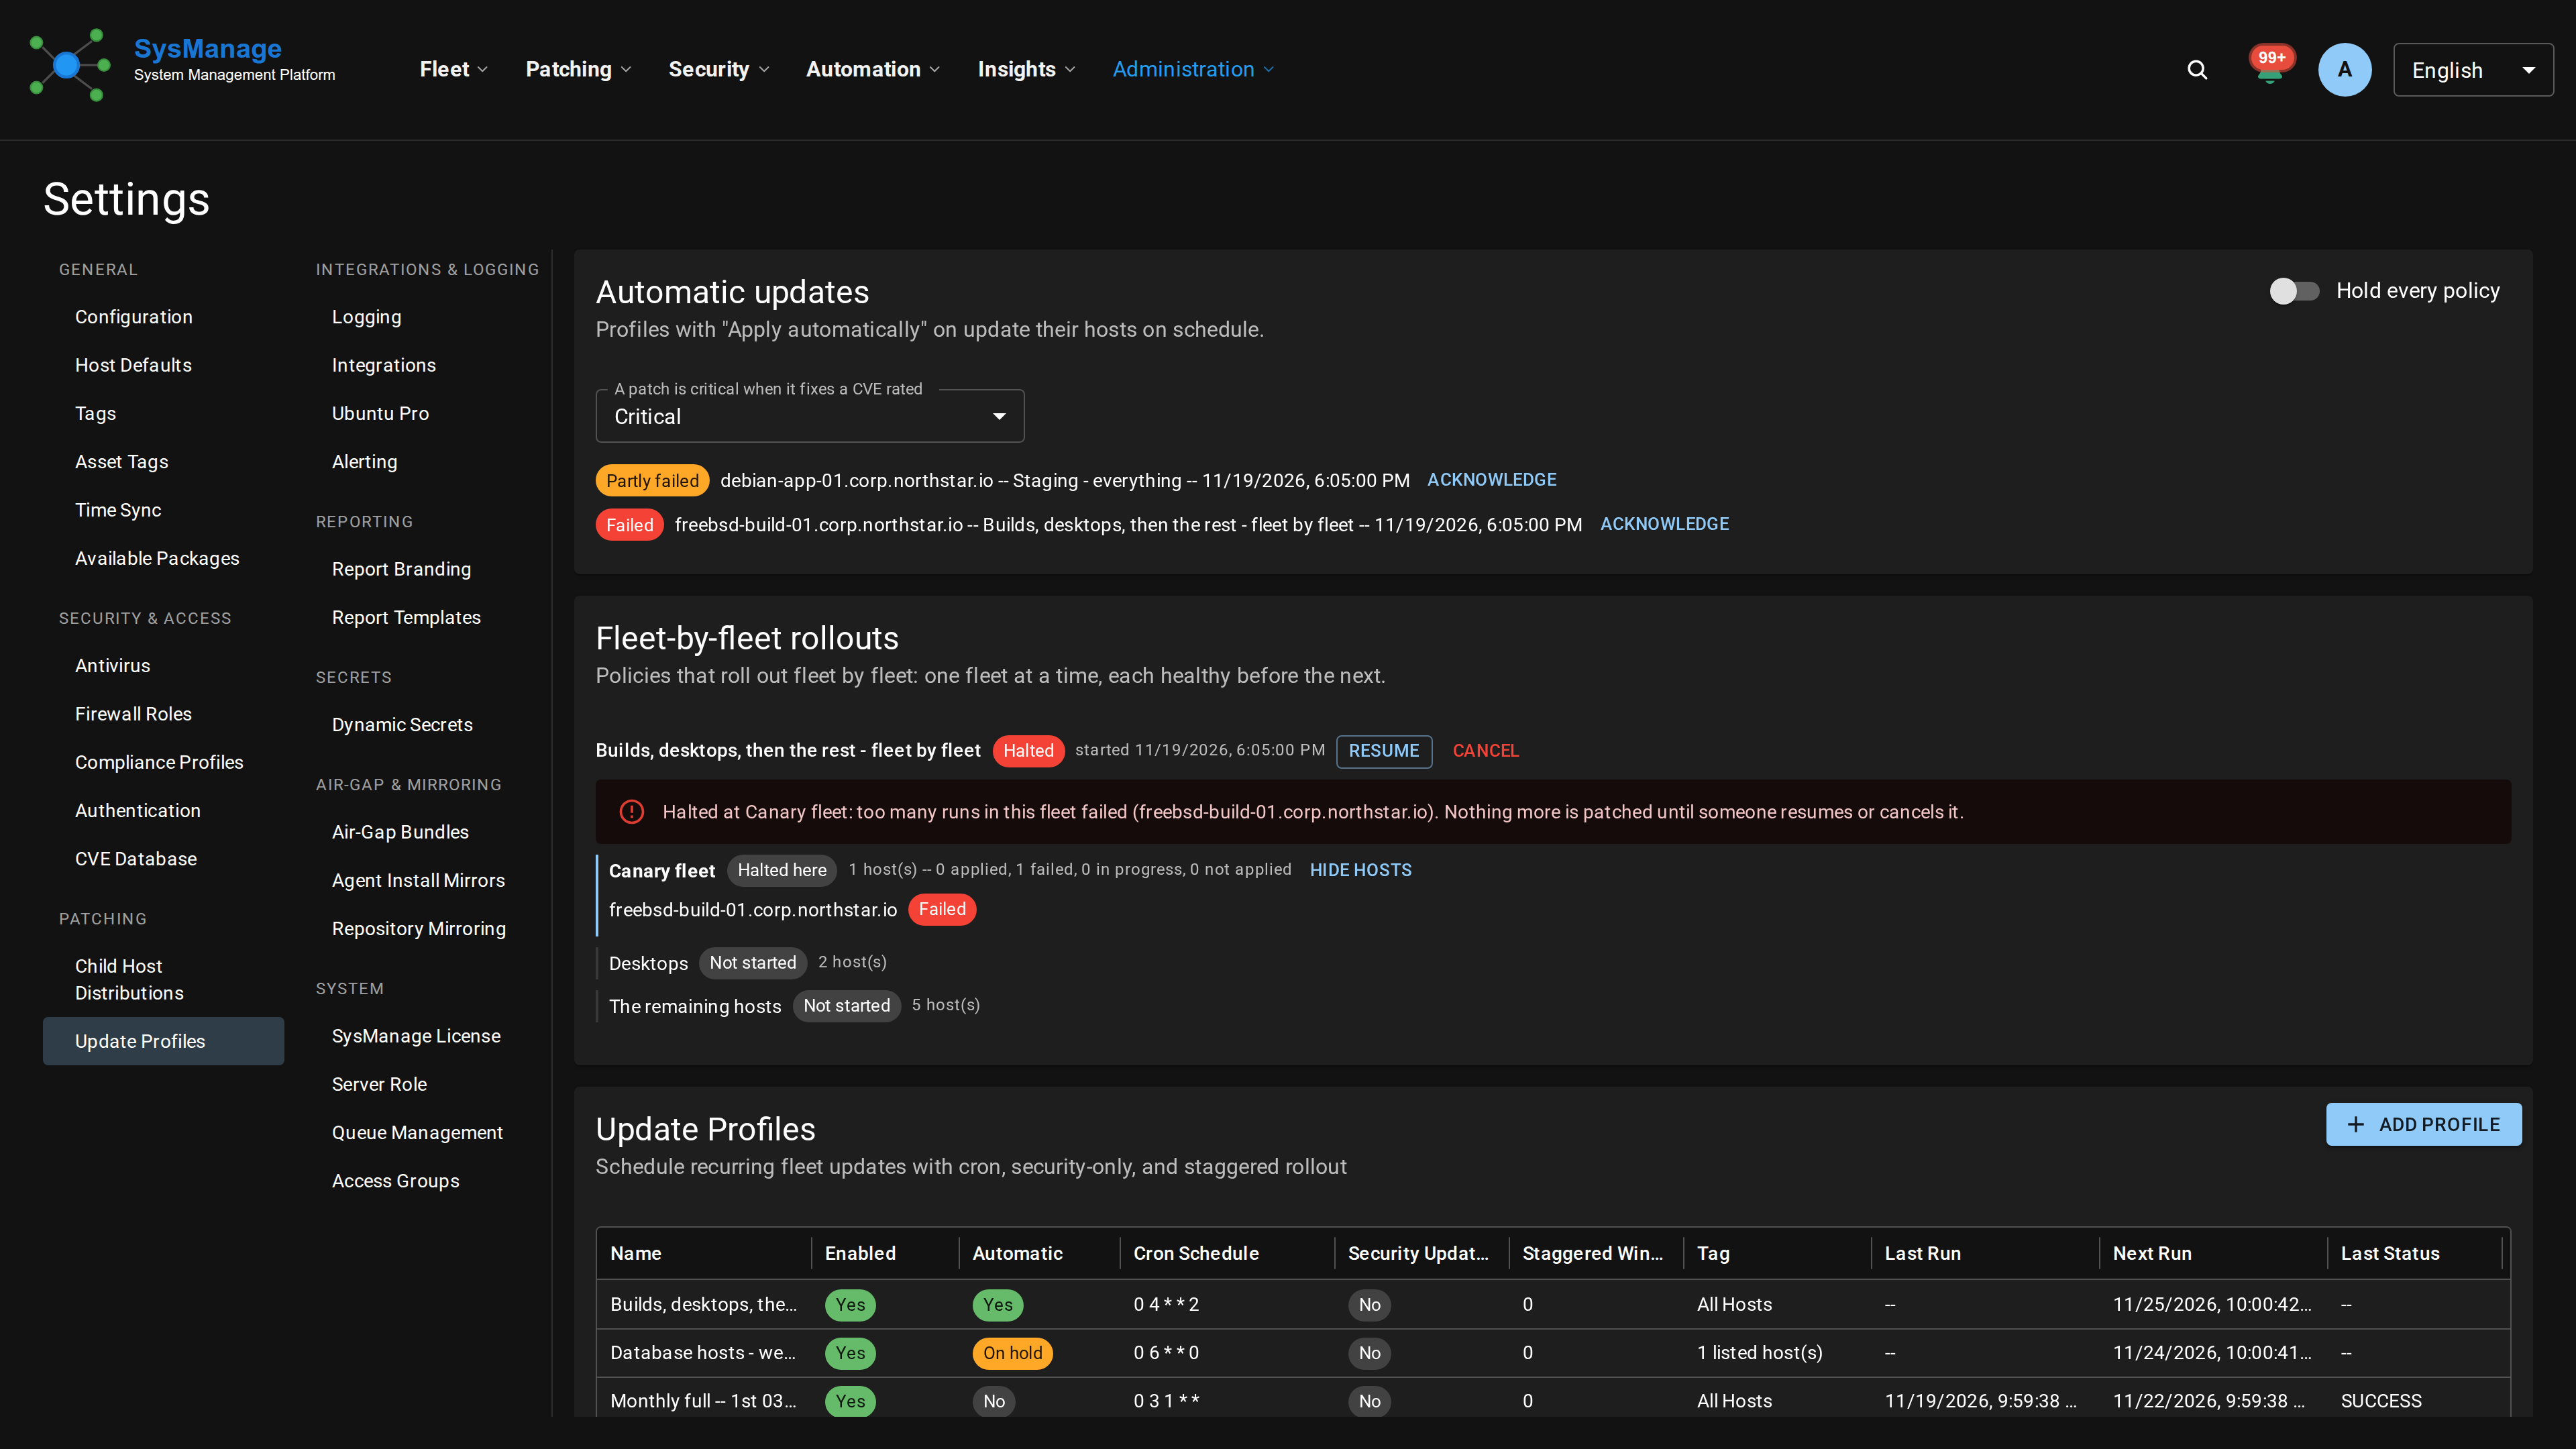 SysManage
System Management Platform
Fleet
Patching
Security
Automation
Insights
Administration
99+
A
English
Settings
GENERAL
Configuration
Host Defaults
Tags
Asset Tags
Time Sync
Available Packages
SECURITY & ACCESS
Antivirus
Firewall Roles
Compliance Profiles
Authentication
CVE Database
PATCHING
Child Host
Distributions
Update Profiles
INTEGRATIONS & LOGGING
Logging
Integrations
Ubuntu Pro
Alerting
REPORTING
Report Branding
Report Templates
SECRETS
Dynamic Secrets
AIR-GAP & MIRRORING
Air-Gap Bundles
Agent Install Mirrors
Repository Mirroring
SYSTEM
SysManage License
Server Role
Queue Management
Access Groups
Automatic updates
Hold every policy
Profiles with "Apply automatically" on update their hosts on schedule.
A patch is critical when it fixes a CVE rated
Critical
Partly failed debian-app-01.corp.northstar.io -- Staging - everything -- 11/19/2026, 6:05:00 PM ACKNOWLEDGE
Failed freebsd-build-01.corp.northstar.io -- Builds, desktops, then the rest - fleet by fleet -- 11/19/2026, 6:05:00 PM ACKNOWLEDGE
Fleet-by-fleet rollouts
Policies that roll out fleet by fleet: one fleet at a time, each healthy before the next.
Builds, desktops, then the rest - fleet by fleet Halted started 11/19/2026, 6:05:00 PM RESUME CANCEL
Halted at Canary fleet: too many runs in this fleet failed (freebsd-build-01.corp.northstar.io). Nothing more is patched until someone resumes or cancels it.
Canary fleet Halted here 1 host(s) -- 0 applied, 1 failed, 0 in progress, 0 not applied HIDE HOSTS
freebsd-build-01.corp.northstar.io Failed
Desktops Not started 2 host(s)
The remaining hosts Not started 5 host(s)
Update Profiles
ADD PROFILE
Schedule recurring fleet updates with cron, security-only, and staggered rollout
Name Enabled Automatic Cron Schedule Security Updat... Staggered Win... Tag Last Run Next Run Last Status
Builds, desktops, the... Yes Yes 0 4 * * 2 No 0 All Hosts -- 11/25/2026, 10:00:42... --
Database hosts - we... Yes On hold 0 6 * * 0 No 0 1 listed host(s) -- 11/24/2026, 10:00:41... --
Monthly full -- 1st 03... Yes No 0 3 1 * * No 0 All Hosts 11/19/2026, 9:59:38 ... 11/22/2026, 9:59:38 ... SUCCESS